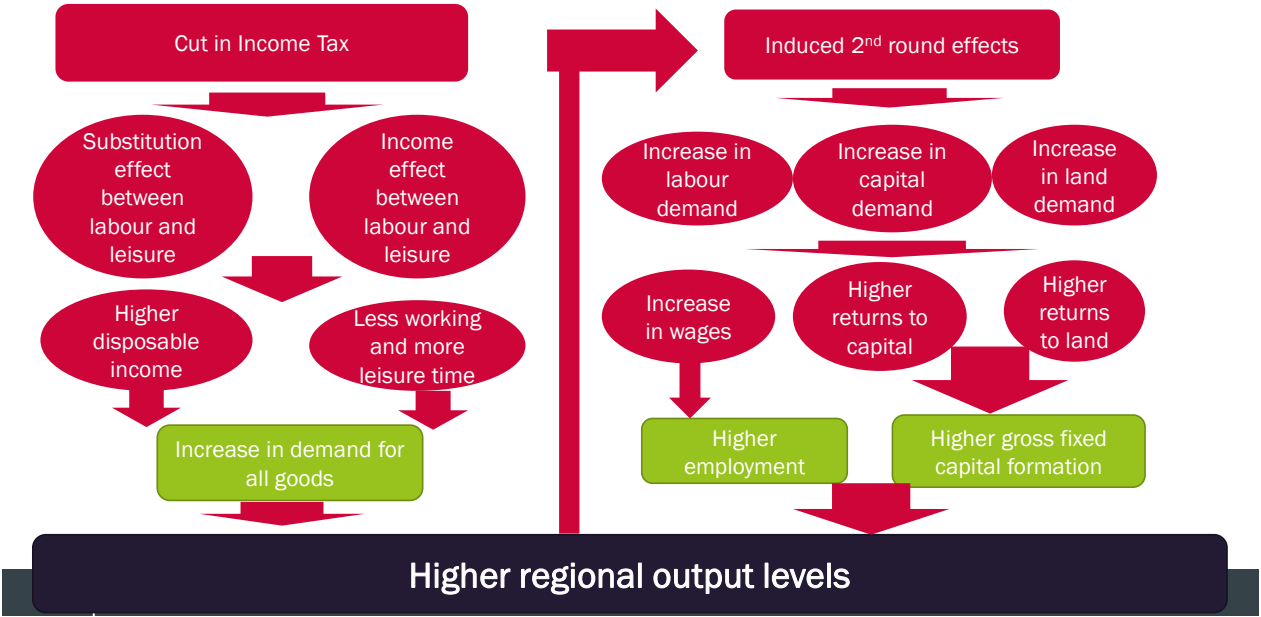 Cut in Income Tax
Substitution
effect
between
labour and
leisure
Income
effect
between
labour and
leisure
Higher
disposable
income
Less working
and more
leisure time
Increase in demand for
all goods
Induced 2nd round effects
Increase in
labour
demand
Increase in
capital
demand
Increase
in land
demand
Increase
in wages
Higher
returns to
capital
Higher
returns
to land
Higher
employment
Higher gross fixed
capital formation
Higher regional output levels